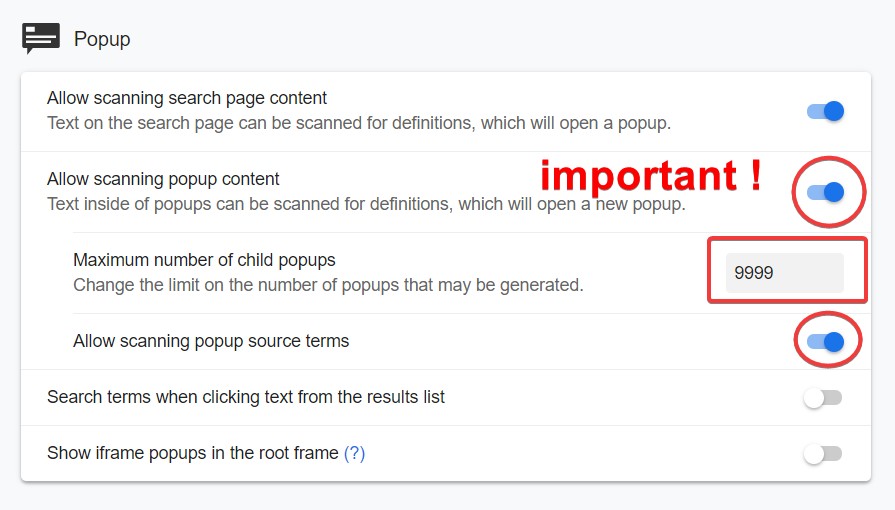 Popup
Allow scanning search page content
Text on the search page can be scanned for definitions, which will open a popup.
important !
Allow scanning popup content
Text inside of popups can be scanned for definitions, which will open a new popup.
Maximum number of child popups
Change the limit on the number of popups that may be generated.
9999
Allow scanning popup source terms
Search terms when clicking text from the results list
Show iframe popups in the root frame (?)